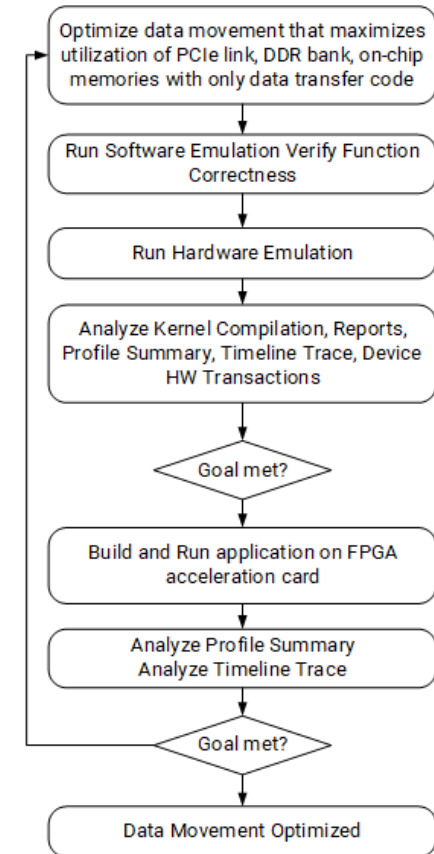 Optimize data movement that maximizes
utilization of PCIe link, DDR bank, on-chip
memories with only data transfer code
Run Software Emulation Verify Function
Correctness
Run Hardware Emulation
Analyze Kernel Compilation, Reports,
Profile Summary, Timeline Trace, Device
HW Transactions
Goal met?
Build and Run application on FPGA
acceleration card
Analyze Profile Summary
Analyze Timeline Trace
Goal met?
Data Movement Optimized